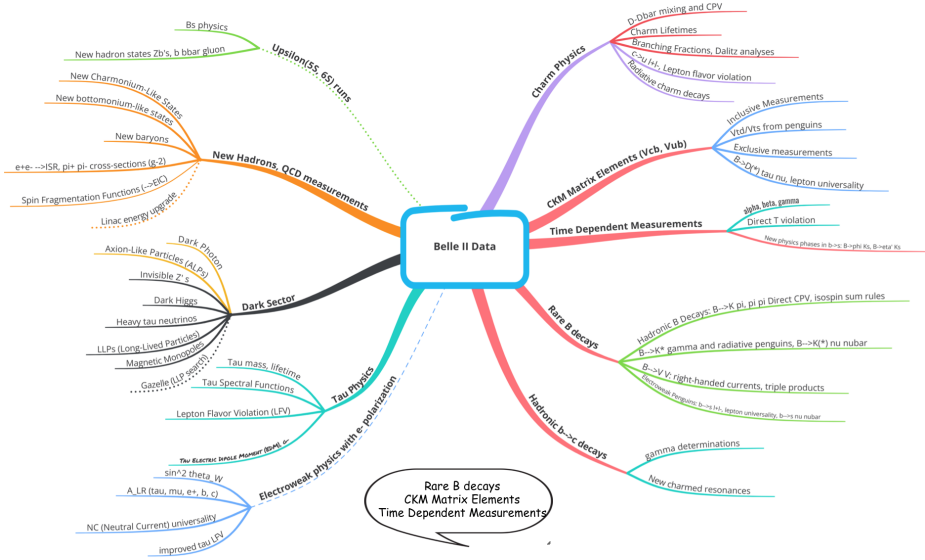 Belle II Data
Upsilon(5S, 6S) runs
Bs physics
New hadron states Zb's, b bbar gluon
New Hadrons, QCD measurements
New Charmonium-Like States
New bottomonium-like states
New baryons
e+e- -->ISR, pi+ pi- cross-sections (g-2)
Spin Fragmentation Functions (-->EIC)
Linac energy upgrade
Dark Sector
Dark Photon
Axion-Like Particles (ALPs)
Invisible Z' s
Dark Higgs
Heavy tau neutrinos
LLPs (Long-Lived Particles)
Magnetic Monopoles
Gazelle (LLP search)
Tau Physics
Tau mass, lifetime
Tau Spectral Functions
Lepton Flavor Violation (LFV)
Tau Electric Dipole Moment (EDM), e-
Electroweak physics with e- polarization
sin^2 theta_W
A_LR (tau, mu, e+, b, c)
NC (Neutral Current) universality
improved tau LFV
Charm Physics
D-Dbar mixing and CPV
Charm Lifetimes
Branching Fractions, Dalitz analyses
c->u l+l-, Lepton flavor violation
Radiative charm decays
CKM Matrix Elements (Vcb, Vub)
Inclusive Measurements
Vtd/Vts from penguins
Exclusive measurements
B->D(*) tau nu, lepton universality
Time Dependent Measurements
alpha, beta, gamma
Direct T violation
New physics phases in b->s: B->phi Ks, B->eta' Ks
Rare B decays
Hadronic B Decays: B-->K pi, pi pi Direct CPV, isospin sum rules
B-->K* gamma and radiative penguins, B-->K(*) nu nubar
B-->V V: right-handed currents, triple products
Electroweak Penguins: b-->s l+l-, lepton universality, b-->s nu nubar
Hadronic b-->c decays
gamma determinations
New charmed resonances
Rare B decays
CKM Matrix Elements
Time Dependent Measurements